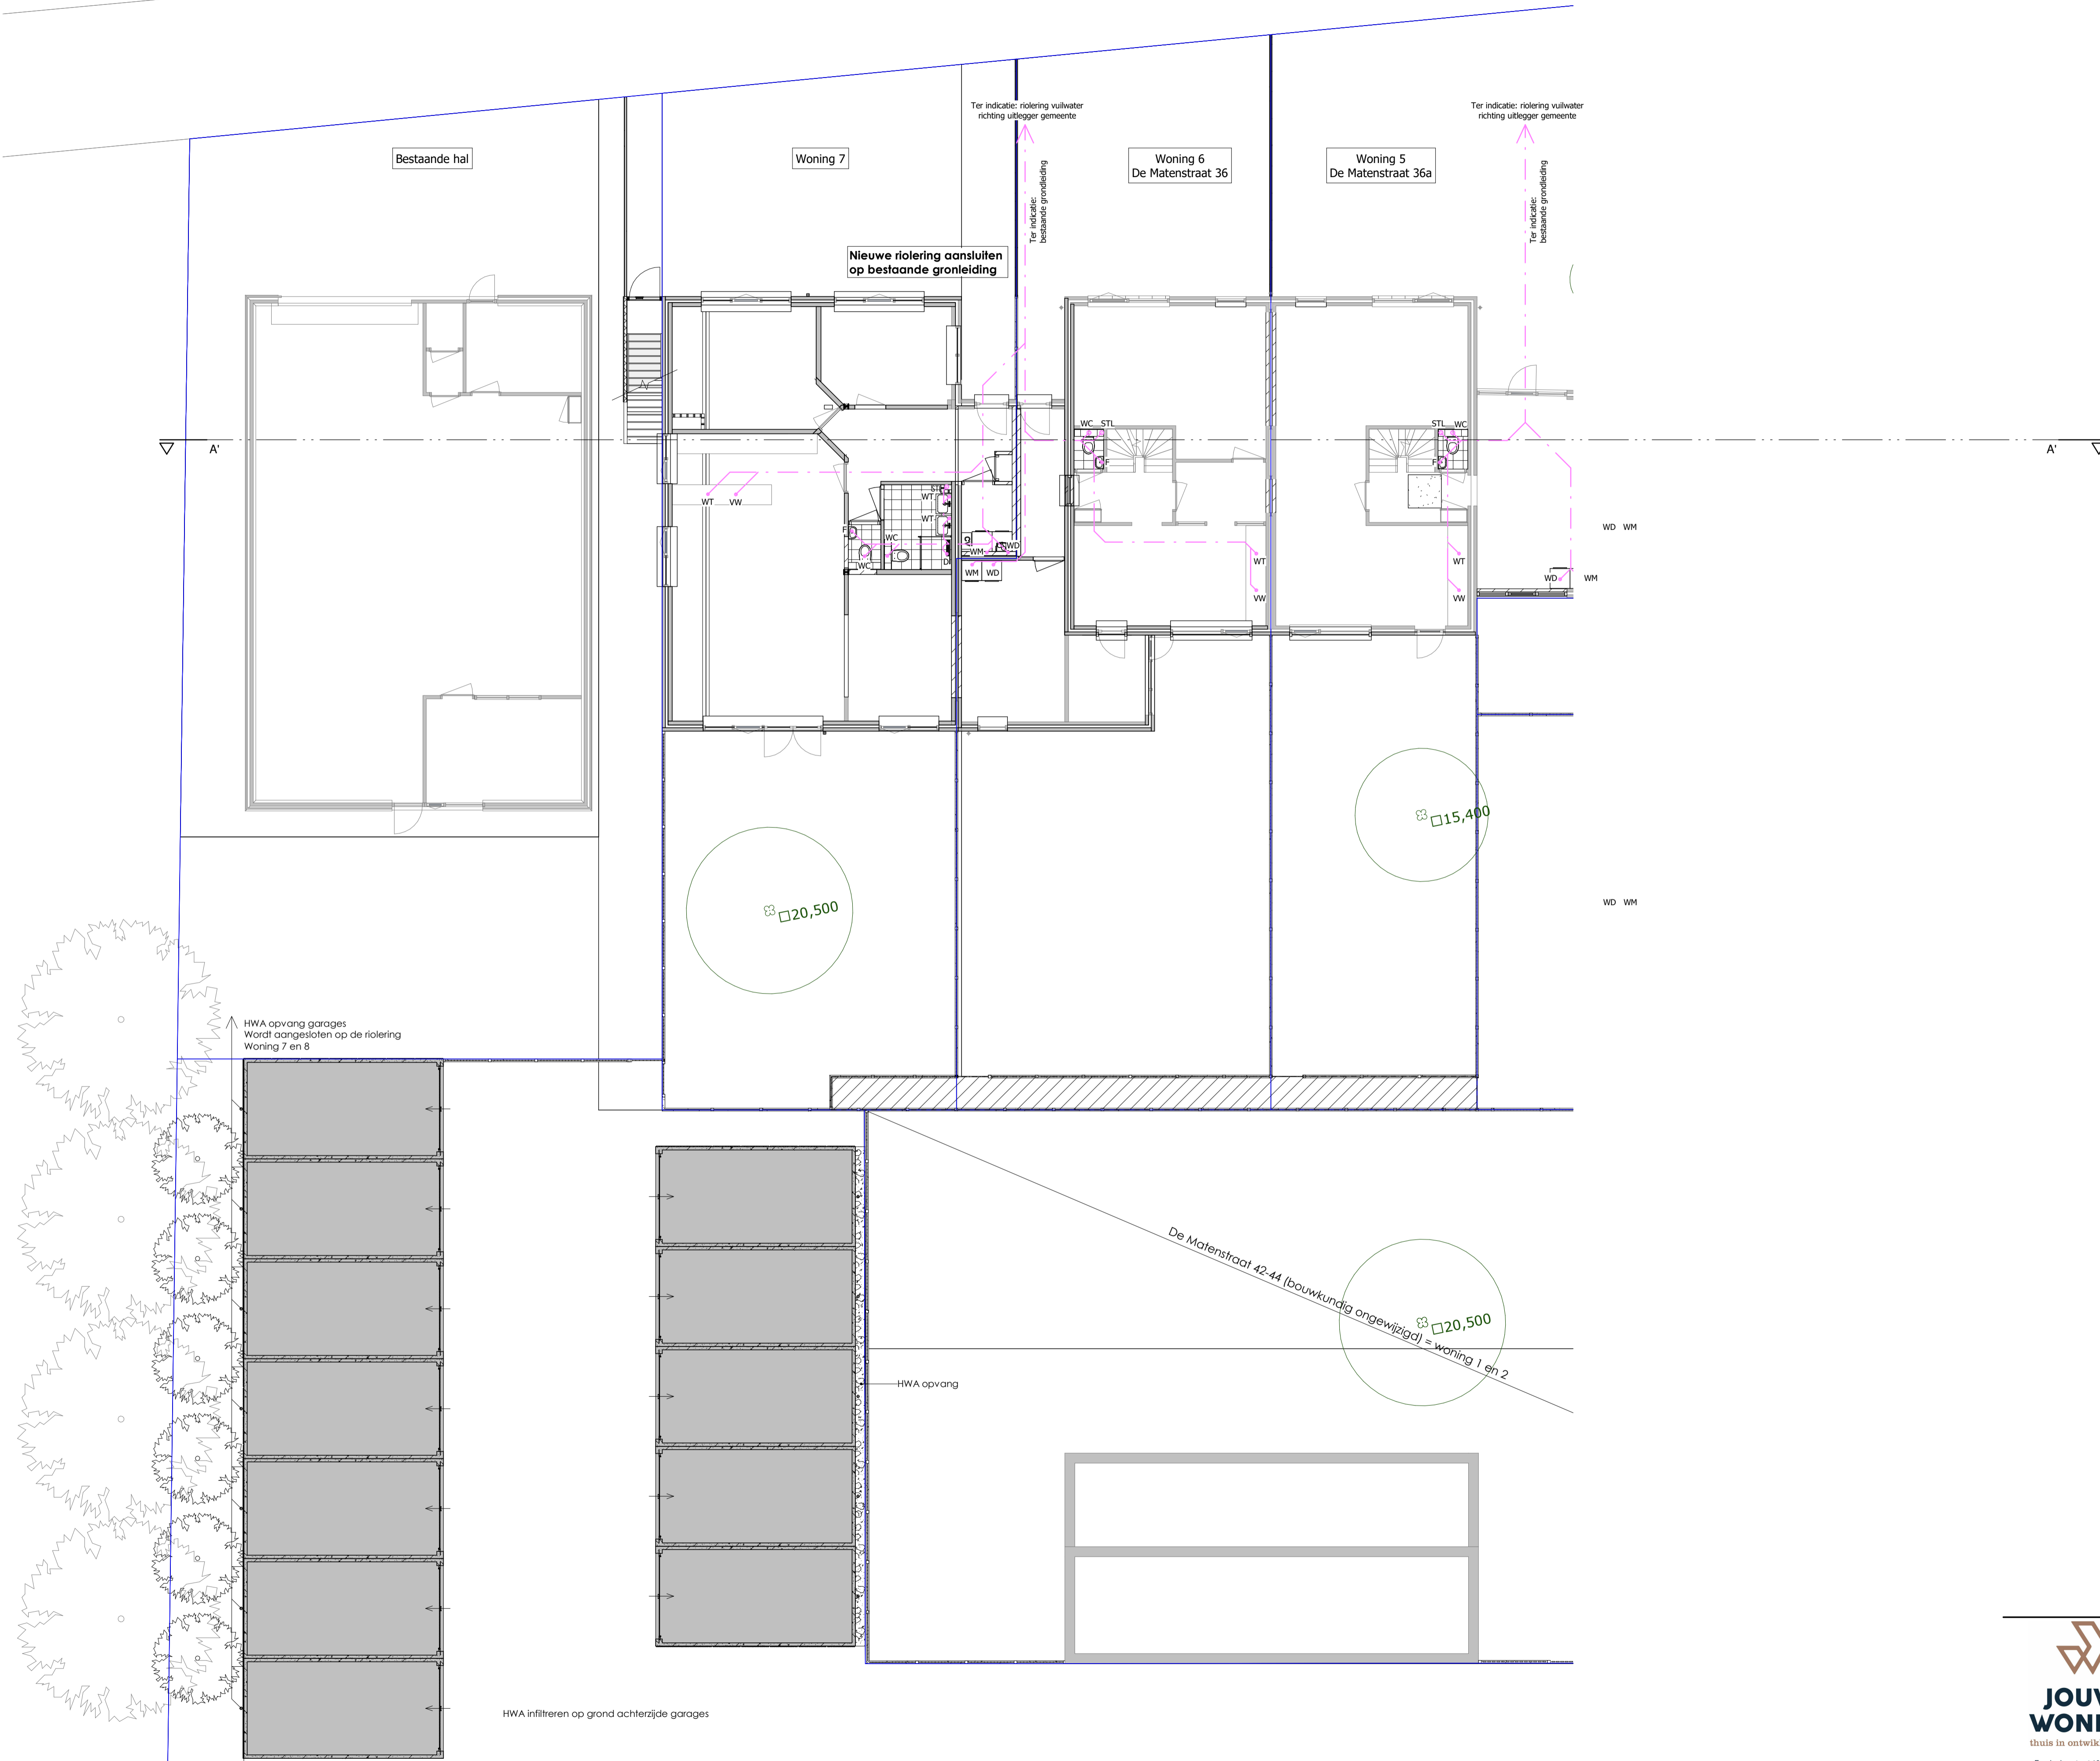 Ter indicatie: riolering vuilwater
richting uitlegger gemeente
Ter indicatie: riolering vuilwater
richting uitlegger gemeente
Bestaande hal
Woning 7
Woning 6
De Matenstraat 36
Woning 5
De Matenstraat 36a
Ter indicatie:
bestaande grondleiding
Ter indicatie:
bestaande grondleiding
Nieuwe riolering aansluiten
op bestaande gronleiding
A'
A'
WC STL
STL WC
F
F
WT VW
STL
WT
WT
F
WC
WC
WM
WD
WM
WD
WT
VW
WT
VW
WD WM
WD
WM
15,400
20,500
WD WM
HWA opvang garages
Wordt aangesloten op de riolering
Woning 7 en 8
De Matenstraat 42-44 (bouwkundig ongewijzigd) = woning 1 en 2
20,500
HWA opvang
HWA infiltreren op grond achterzijde garages
thuis in